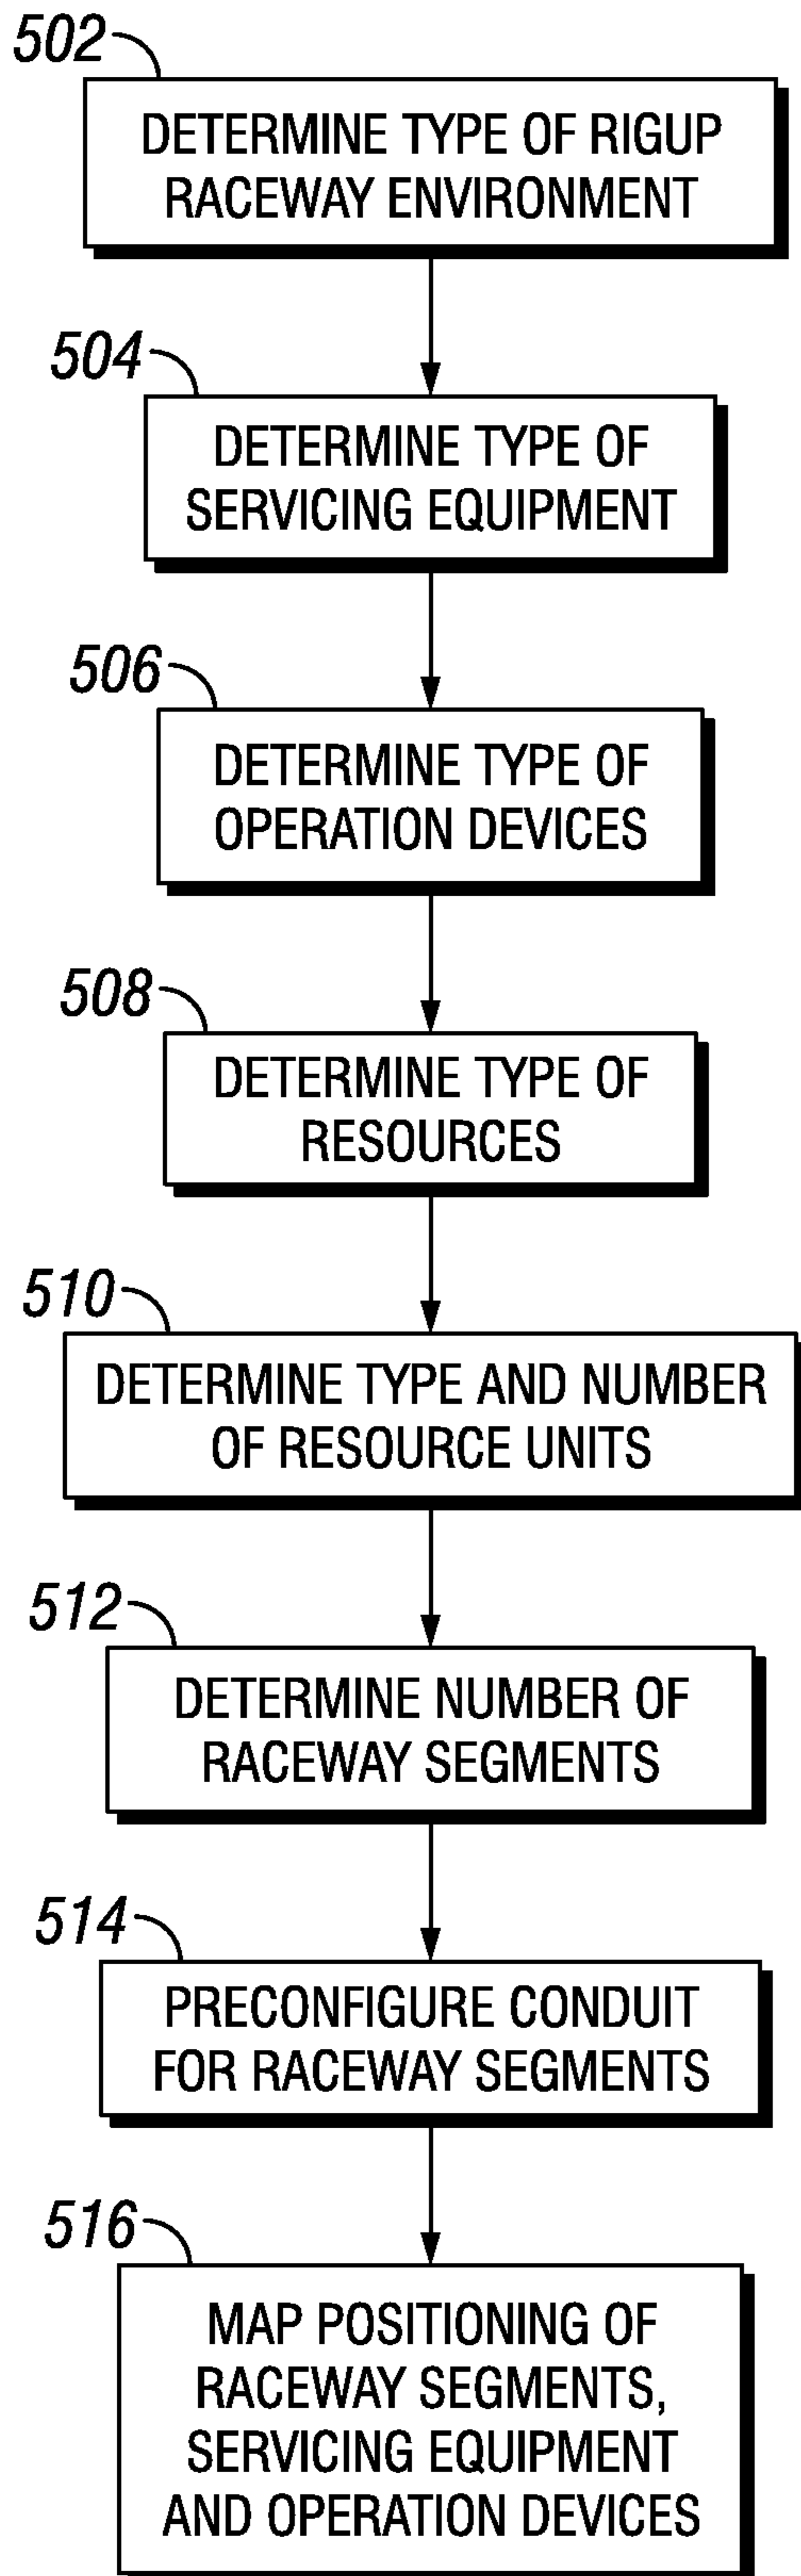 502
DETERMINE TYPE OF RIGUP
RACEWAY ENVIRONMENT
504
DETERMINE TYPE OF
SERVICING EQUIPMENT
506
DETERMINE TYPE OF
OPERATION DEVICES
508
DETERMINE TYPE OF
RESOURCES
510
DETERMINE TYPE AND NUMBER
OF RESOURCE UNITS
512
DETERMINE NUMBER OF
RACEWAY SEGMENTS
514
PRECONFIGURE CONDUIT
FOR RACEWAY SEGMENTS
516
MAP POSITIONING OF
RACEWAY SEGMENTS,
SERVICING EQUIPMENT
AND OPERATION DEVICES